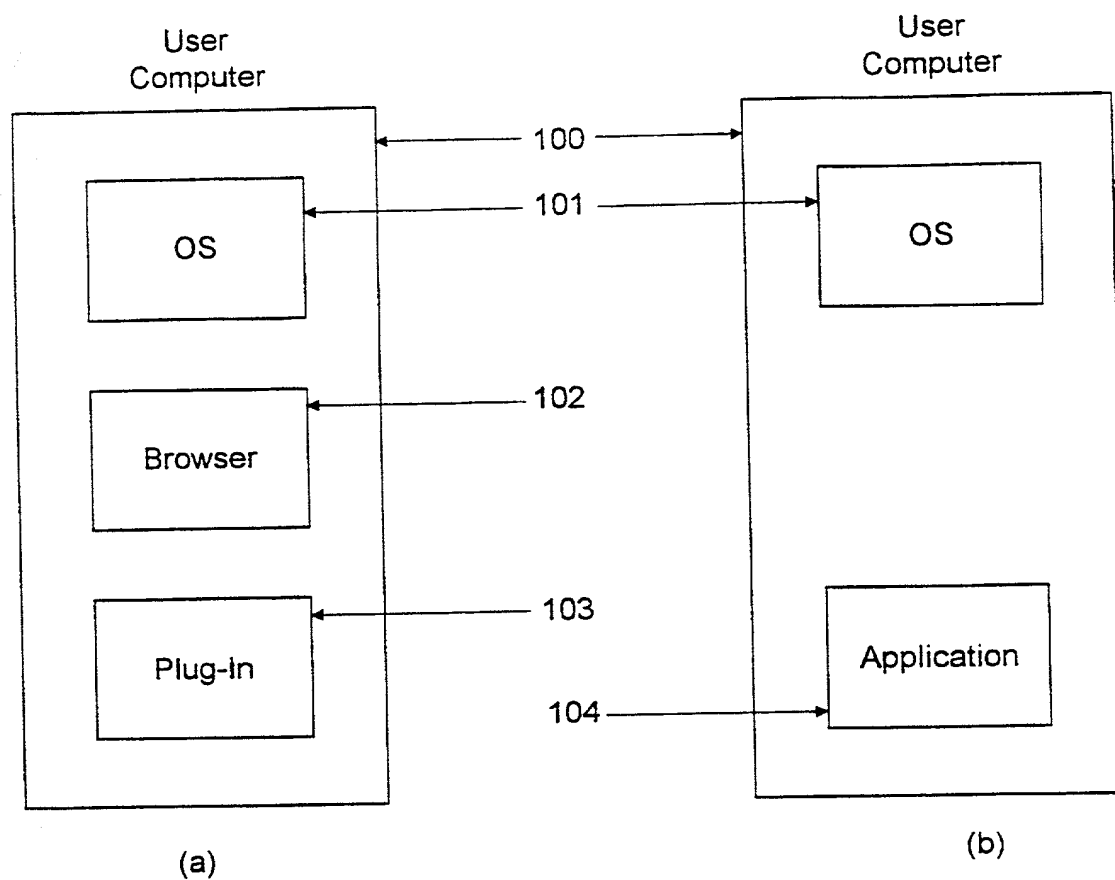 User
Computer
User
Computer
100
101
OS
OS
102
Browser
103
Plug-In
Application
104
(a)
(b)